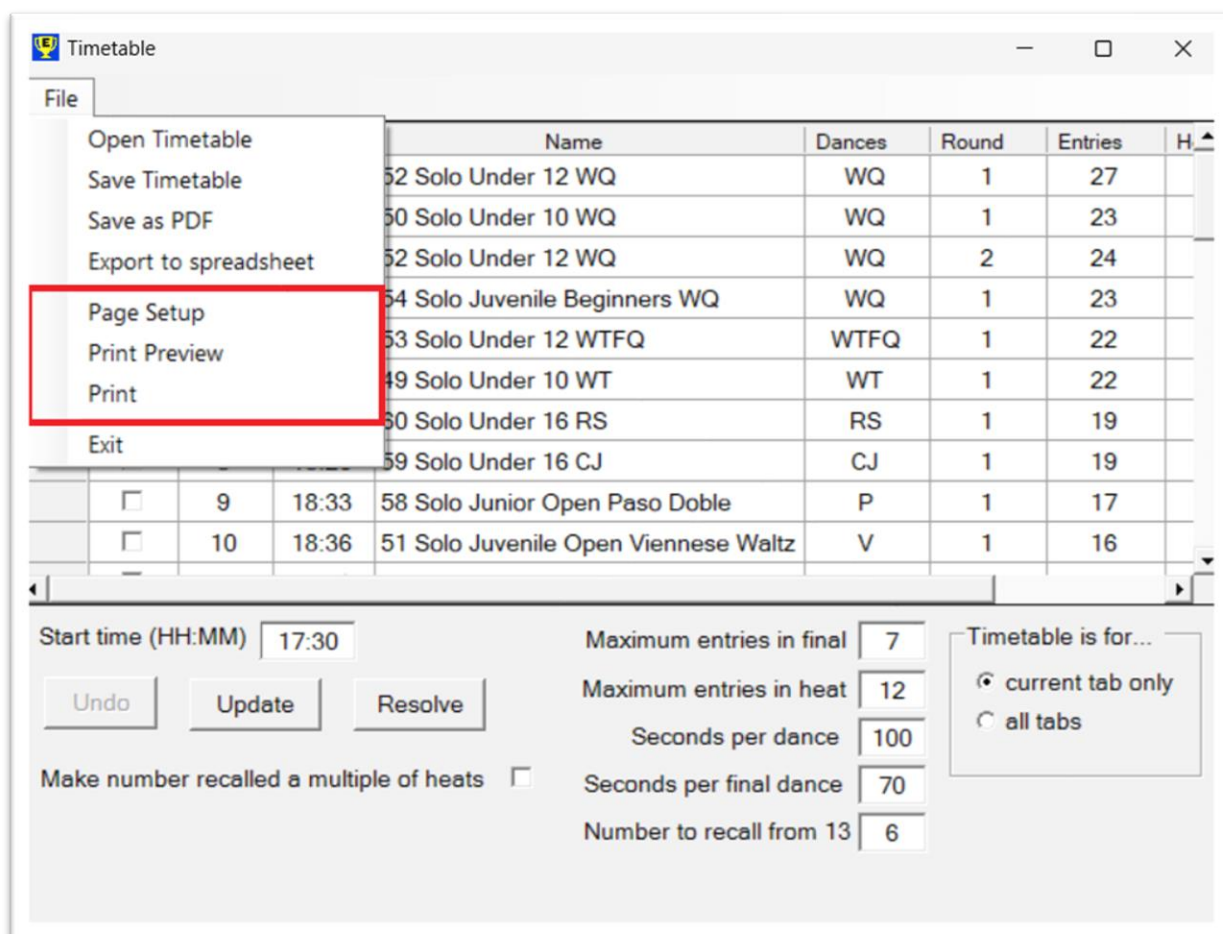 E Timetable
File
Open Timetable
Save Timetable
Save as PDF
Export to spreadsheet
Page Setup
Print Preview
Print
Exit
Name Dances Round Entries H
52 Solo Under 12 WQ WQ 1 27
50 Solo Under 10 WQ WQ 1 23
52 Solo Under 12 WQ WQ 2 24
54 Solo Juvenile Beginners WQ WQ 1 23
53 Solo Under 12 WTFQ WTFQ 1 22
49 Solo Under 10 WT WT 1 22
60 Solo Under 16 RS RS 1 19
59 Solo Under 16 CJ CJ 1 19
9 18:33 58 Solo Junior Open Paso Doble P 1 17
10 18:36 51 Solo Juvenile Open Viennese Waltz V 1 16
Start time (HH:MM) 17:30
Undo Update Resolve
Make number recalled a multiple of heats
Maximum entries in final 7
Maximum entries in heat 12
Seconds per dance 100
Seconds per final dance 70
Number to recall from 13 6
Timetable is for...
current tab only
all tabs